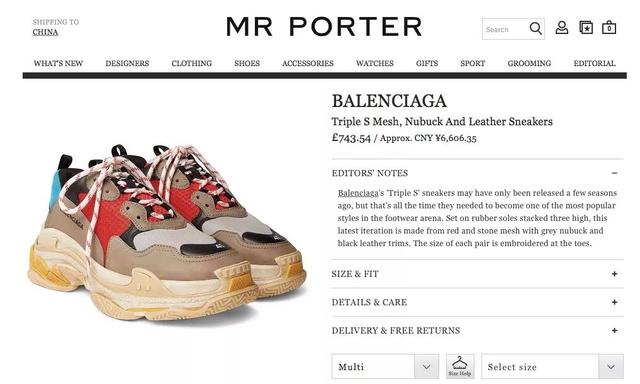 SHIPPING TO
CHINA
MR PORTER
Search
0
WHAT'S NEW DESIGNERS CLOTHING SHOES ACCESSORIES WATCHES GIFTS SPORT GROOMING EDITORIAL
BALENCIAGA
Triple S Mesh, Nubuck And Leather Sneakers
£743.54 / Approx. CNY ¥6,606.35
EDITORS' NOTES −
Balenciaga's 'Triple S' sneakers may have only been released a few seasons
ago, but that's all the time they needed to become one of the most popular
styles in the footwear arena. Set on rubber soles stacked three high, this
latest iteration is made from red and stone mesh with grey nubuck and
black leather trims. The size of each pair is embroidered at the toes.
SIZE & FIT +
DETAILS & CARE +
DELIVERY & FREE RETURNS +
Multi
Size Help
Select size
BALENCIAGA